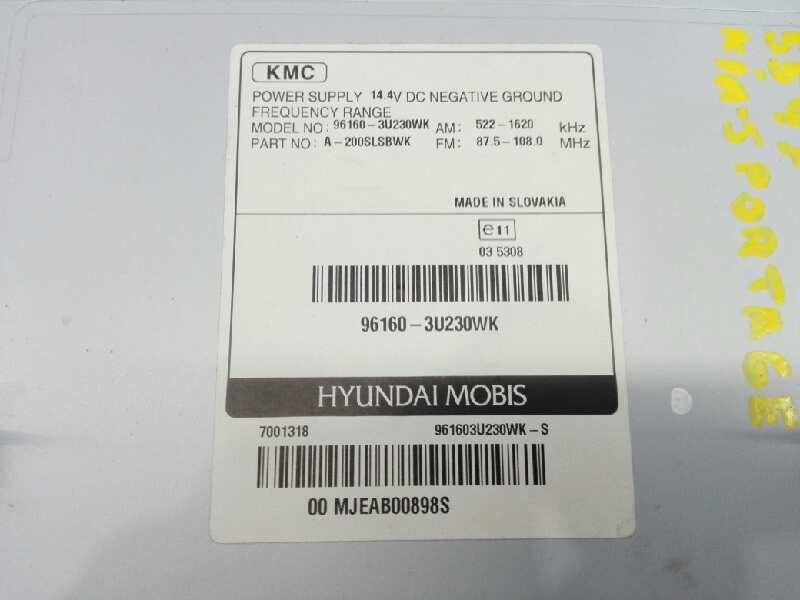 KMC
POWER SUPPLY 14.4V DC NEGATIVE GROUND
FREQUENCY RANGE
MODEL NO: 96160-3U230WK AM: 522-1620 kHz
PART NO: A-200SLSBWK FM: 87.5-108.0 MHz
MADE IN SLOVAKIA
e11
03 5308
96160-3U230WK
HYUNDAI MOBIS
7001318 961603U230WK-S
00 MJEAB00898S
KIA-SPORTAGE